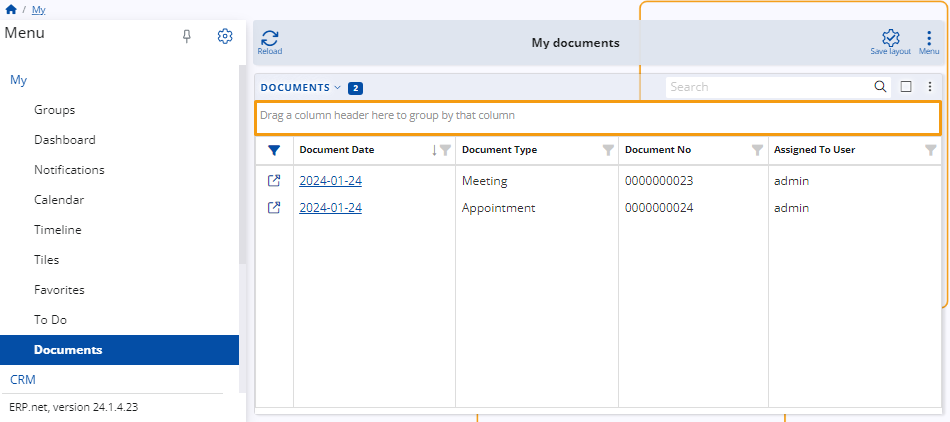 / My
Menu
My
Groups
Dashboard
Notifications
Calendar
Timeline
Tiles
Favorites
To Do
Documents
CRM
ERP.net, version 24.1.4.23
Reload
My documents
Save layout
Menu
DOCUMENTS 2
Search
Drag a column header here to group by that column
Document Date Document Type Document No Assigned To User
2024-01-24 Meeting 0000000023 admin
2024-01-24 Appointment 0000000024 admin